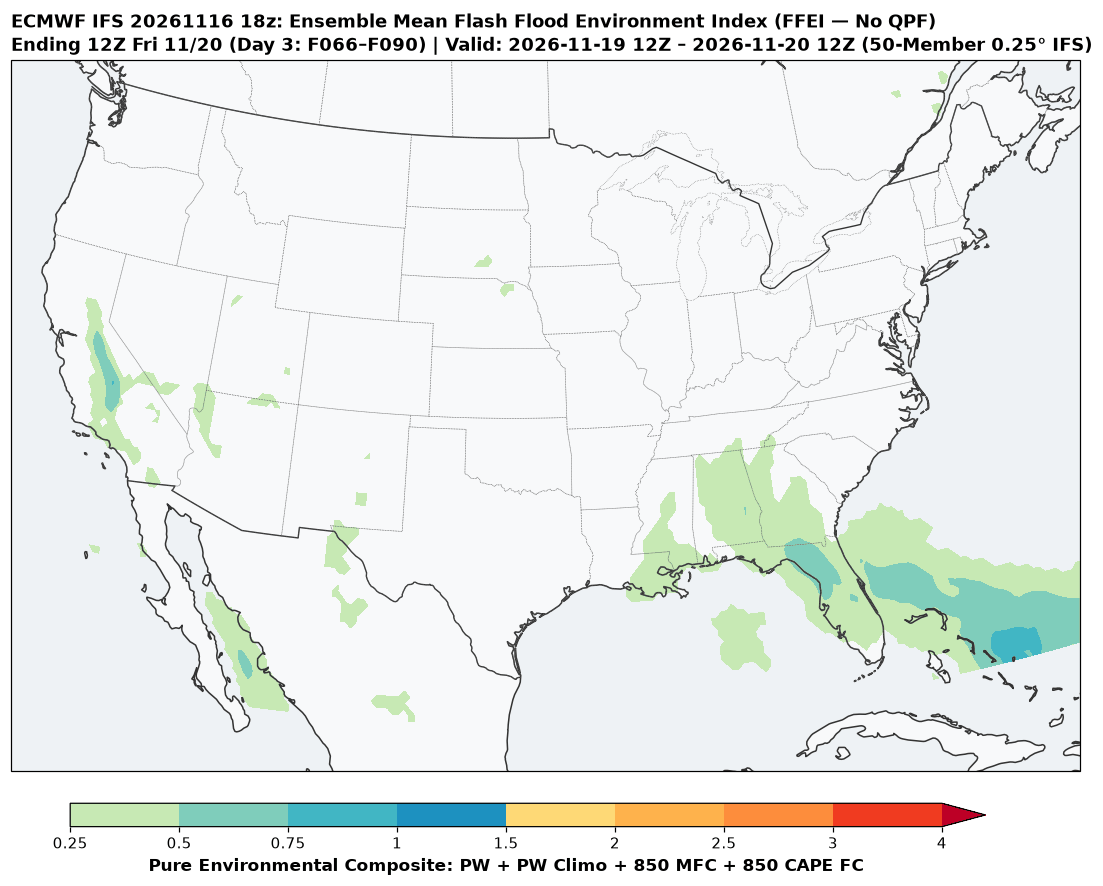 ECMWF IFS 20261116 18z: Ensemble Mean Flash Flood Environment Index (FFEI — No QPF)
Ending 12Z Fri 11/20 (Day 3: F066–F090) | Valid: 2026-11-19 12Z – 2026-11-20 12Z (50-Member 0.25° IFS)
0.25 0.5 0.75 1 1.5 2 2.5 3 4
Pure Environmental Composite: PW + PW Climo + 850 MFC + 850 CAPE FC